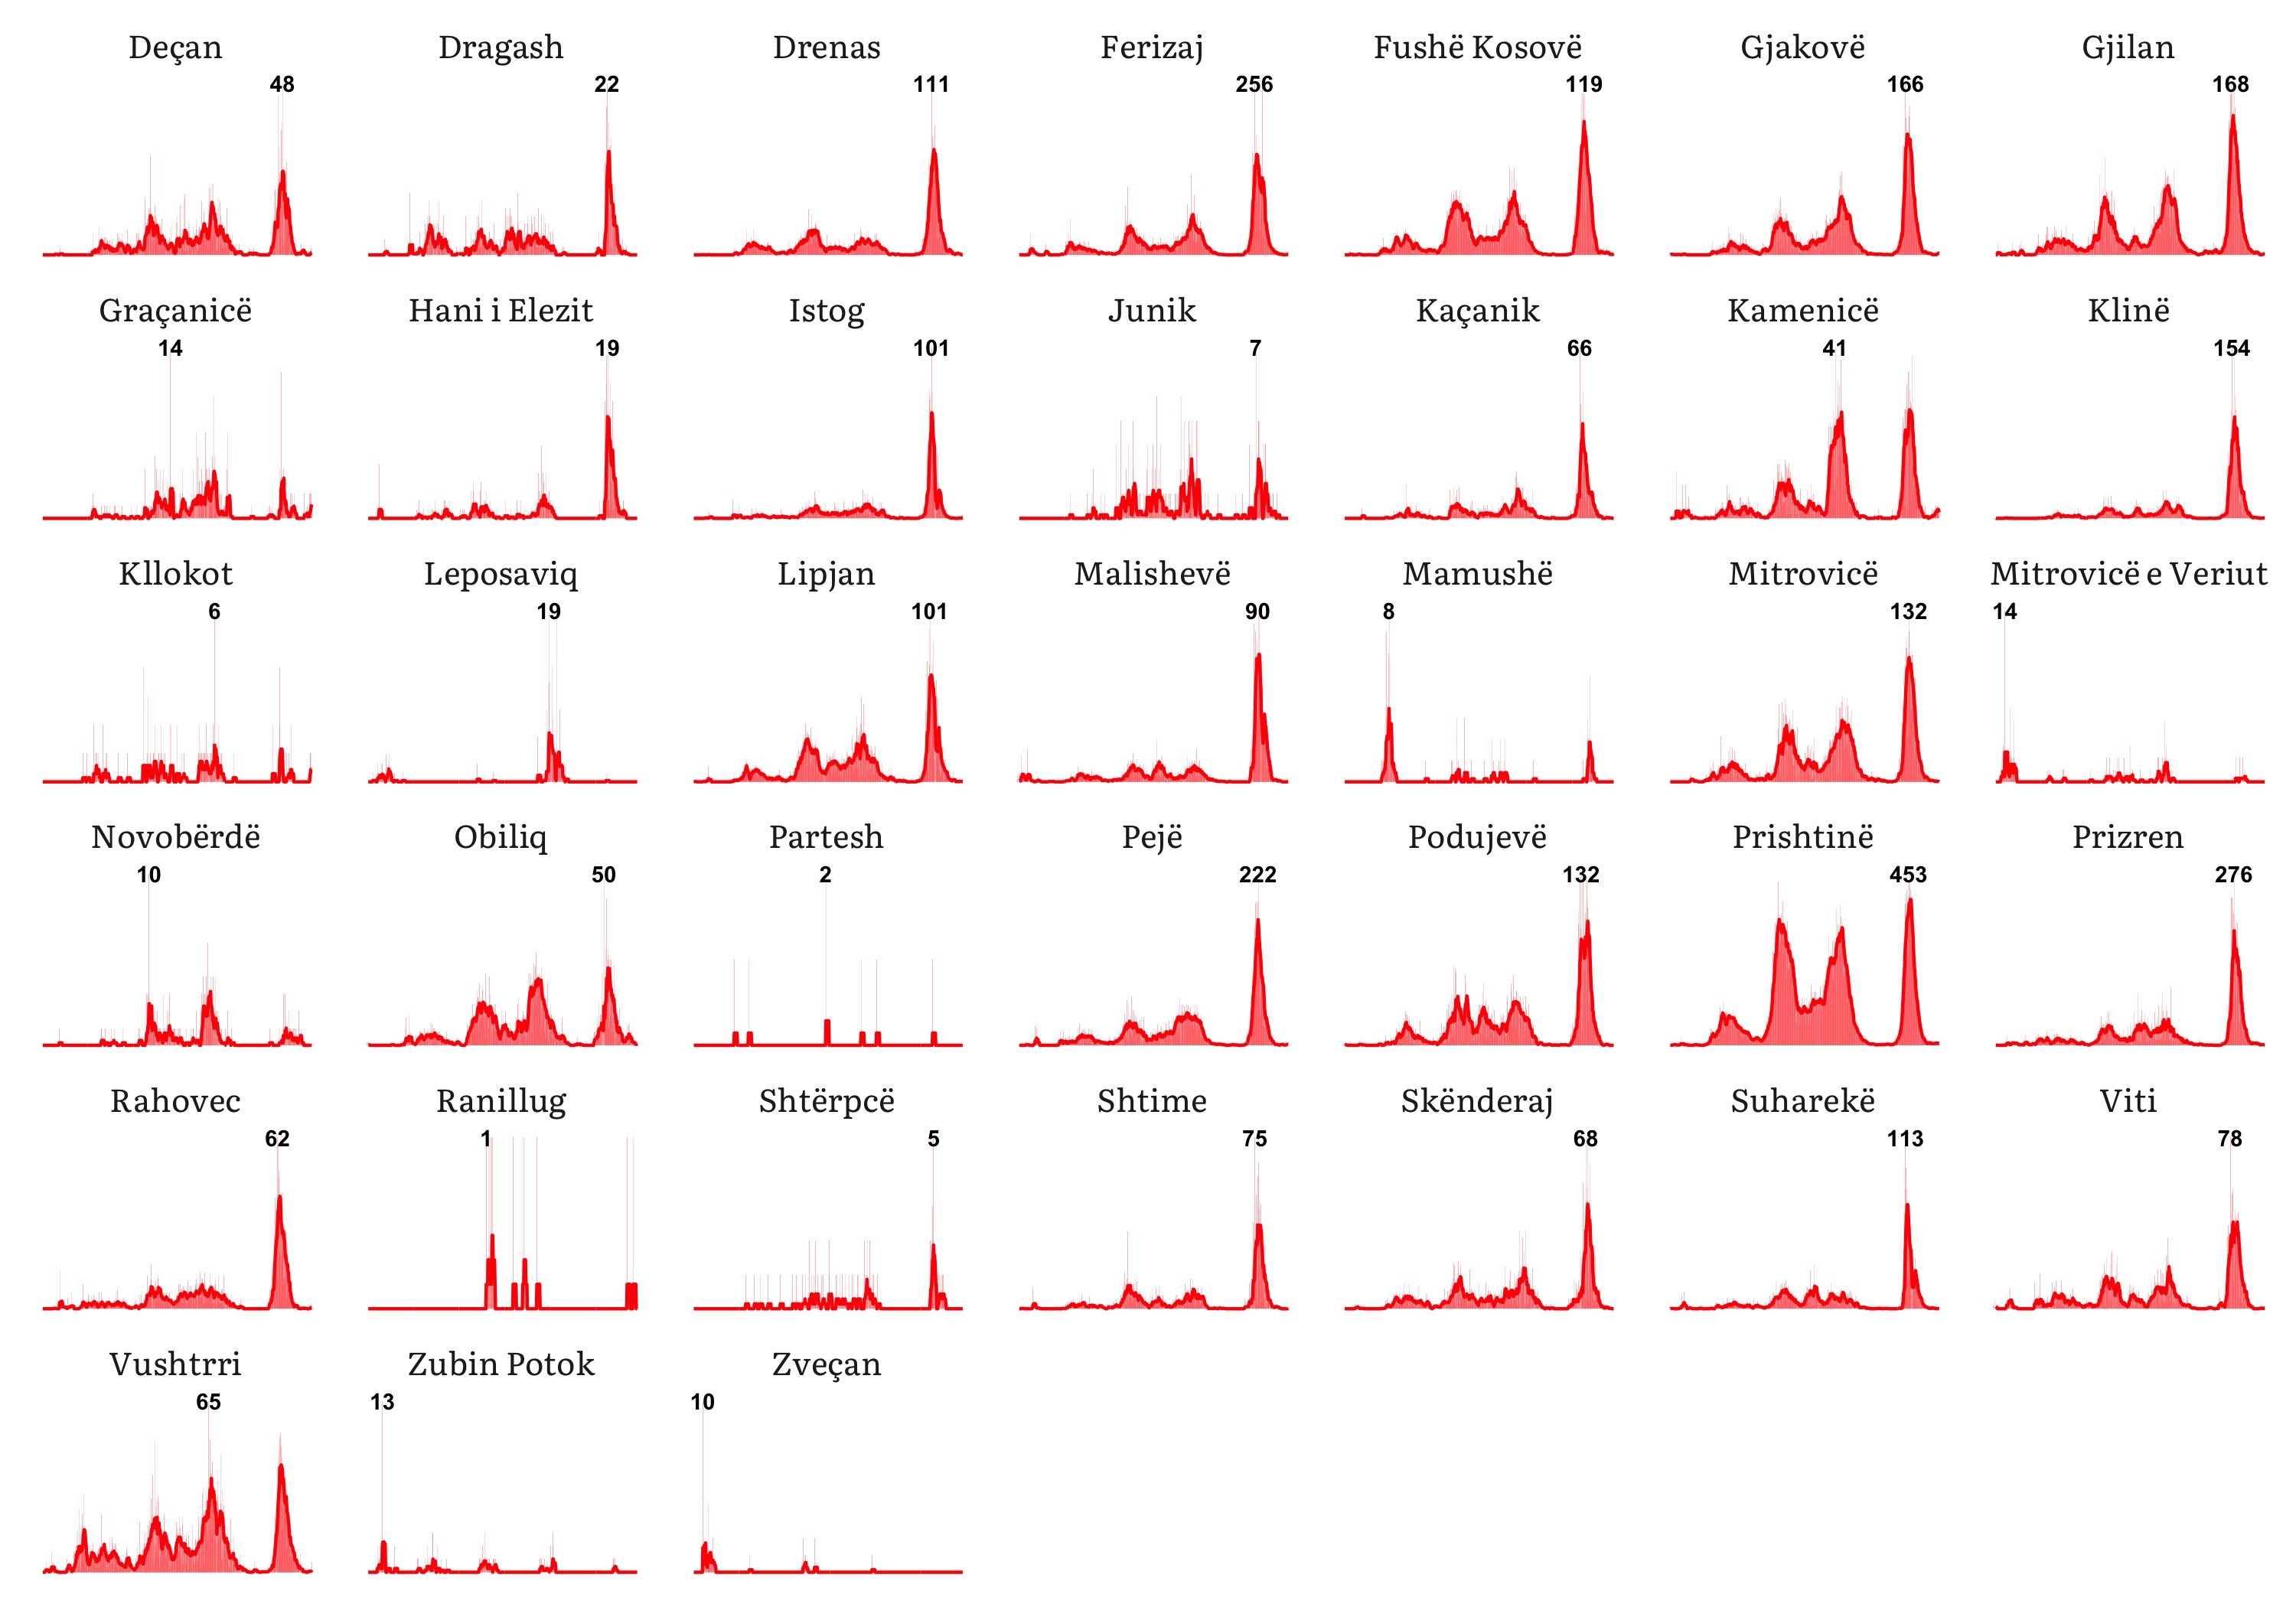 Deçan Dragash Drenas Ferizaj Fushë Kosovë Gjakovë Gjilan
48 22 111 256 119 166 168
Graçanicë Hani i Elezit Istog Junik Kaçanik Kamenicë Klinë
14 19 101 7 66 41 154
Kllokot Leposaviq Lipjan Malishevë Mamushë Mitrovicë Mitrovicë e Veriut
6 19 101 90 8 132 14
Novobërdë Obiliq Partesh Pejë Podujevë Prishtinë Prizren
10 50 2 222 132 453 276
Rahovec Ranillug Shtërpcë Shtime Skënderaj Suharekë Viti
62 1 5 75 68 113 78
Vushtrri Zubin Potok Zveçan
65 13 10